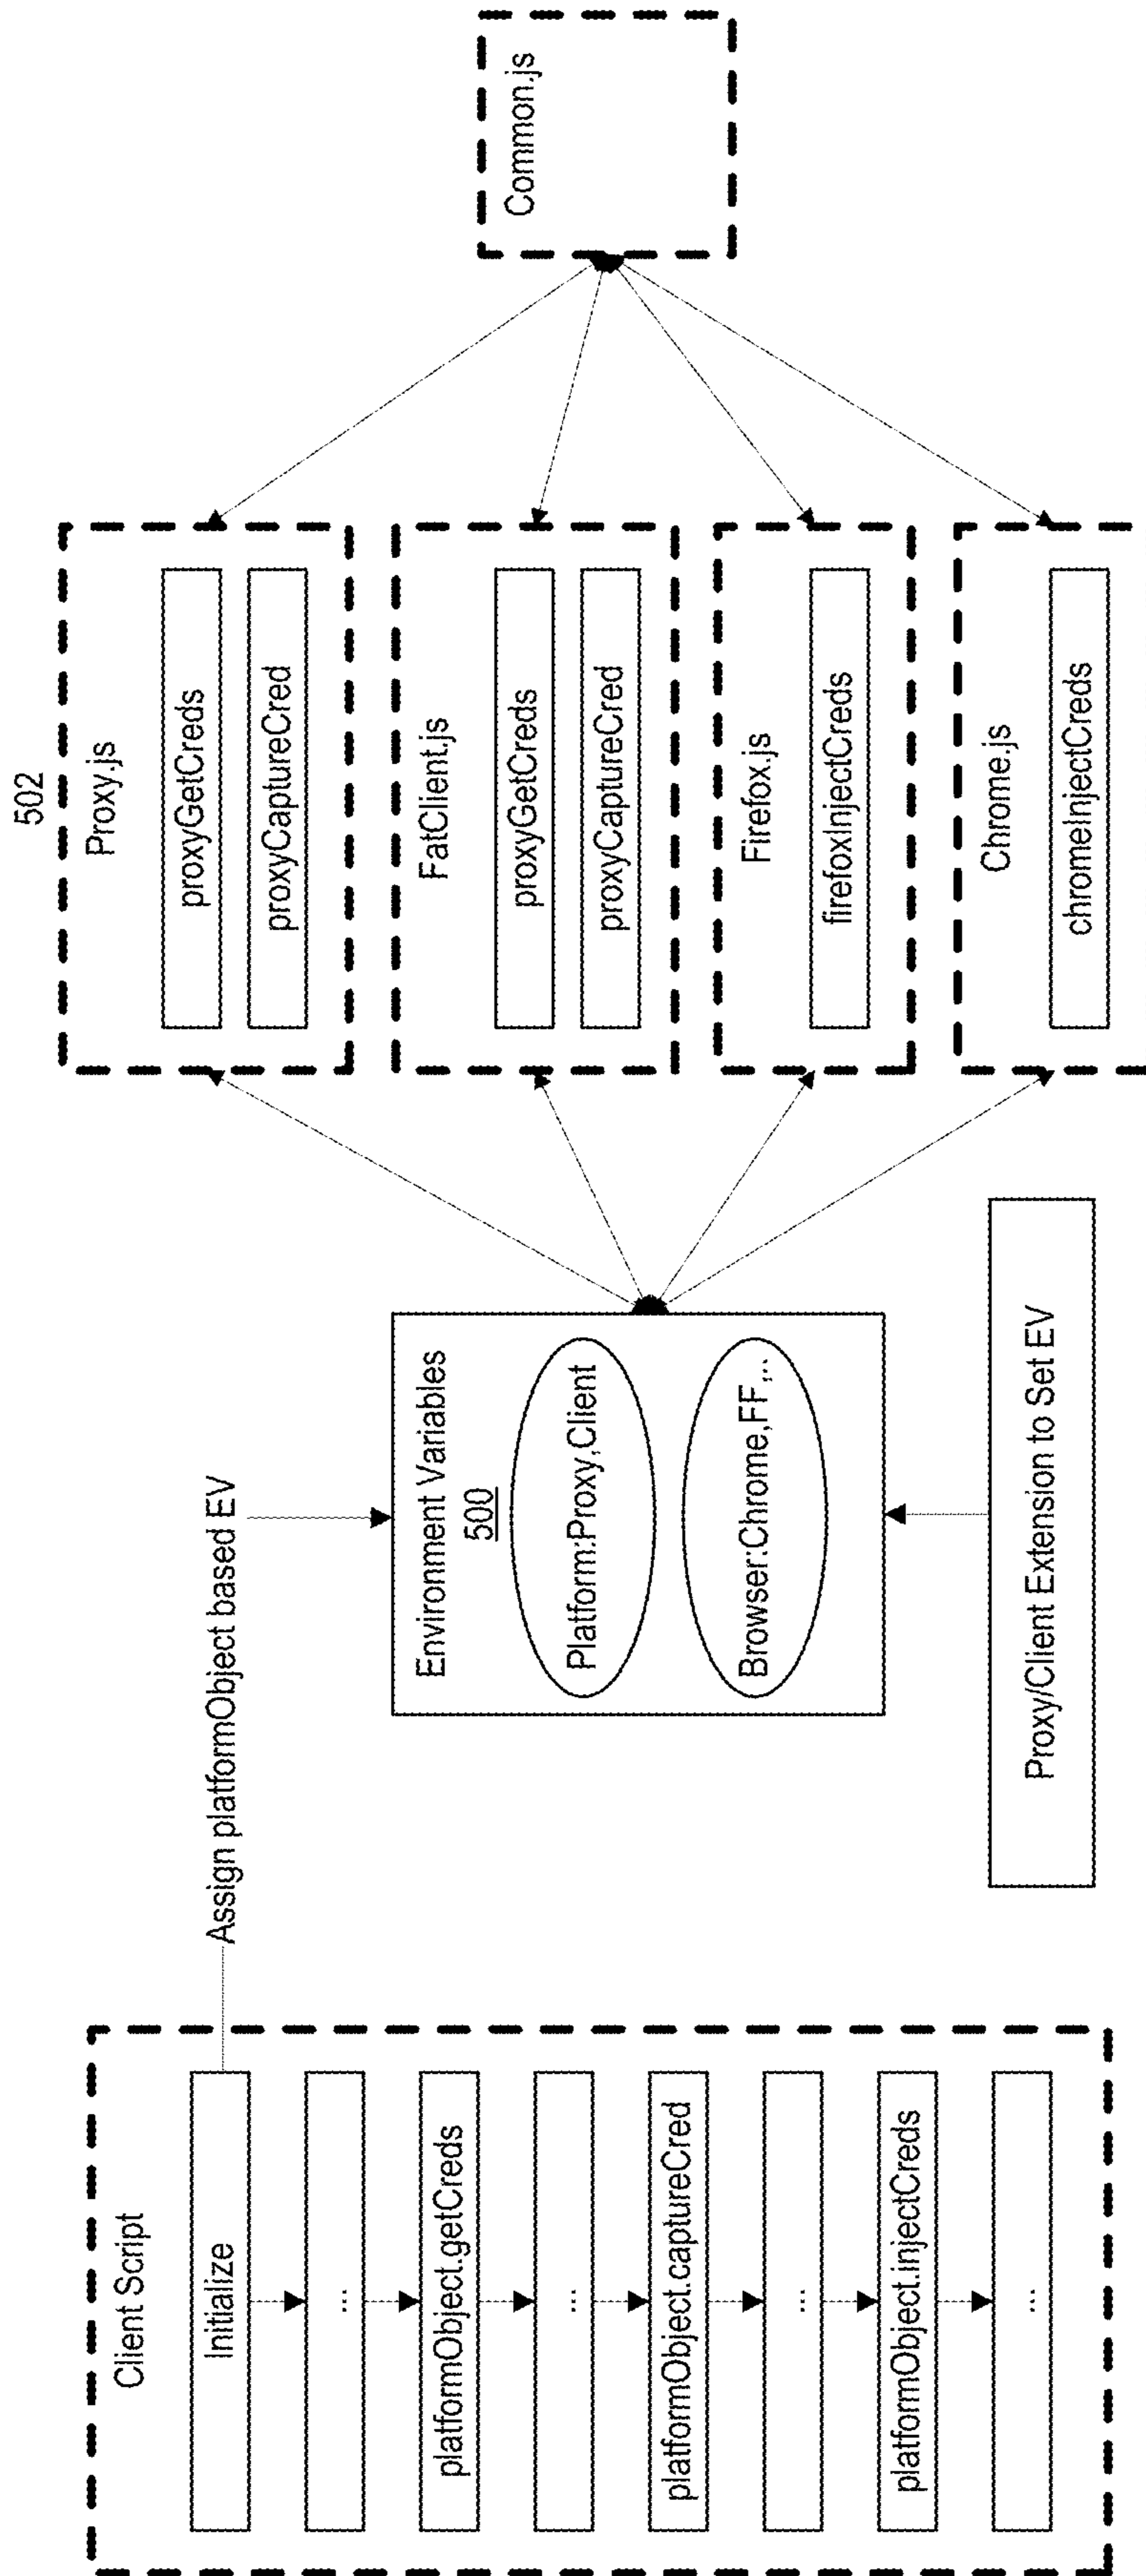 Client Script
Initialize
...
platformObject.getCreds
...
platformObject.captureCred
...
platformObject.injectCreds
...
Assign platformObject based EV
Environment Variables
500
Platform:Proxy,Client
Browser:Chrome,FF,..
Proxy/Client Extension to Set EV
502
Proxy.js
proxyGetCreds
proxyCaptureCred
FatClient.js
proxyGetCreds
proxyCaptureCred
Firefox.js
firefoxInjectCreds
Chrome.js
chromeInjectCreds
Common.js